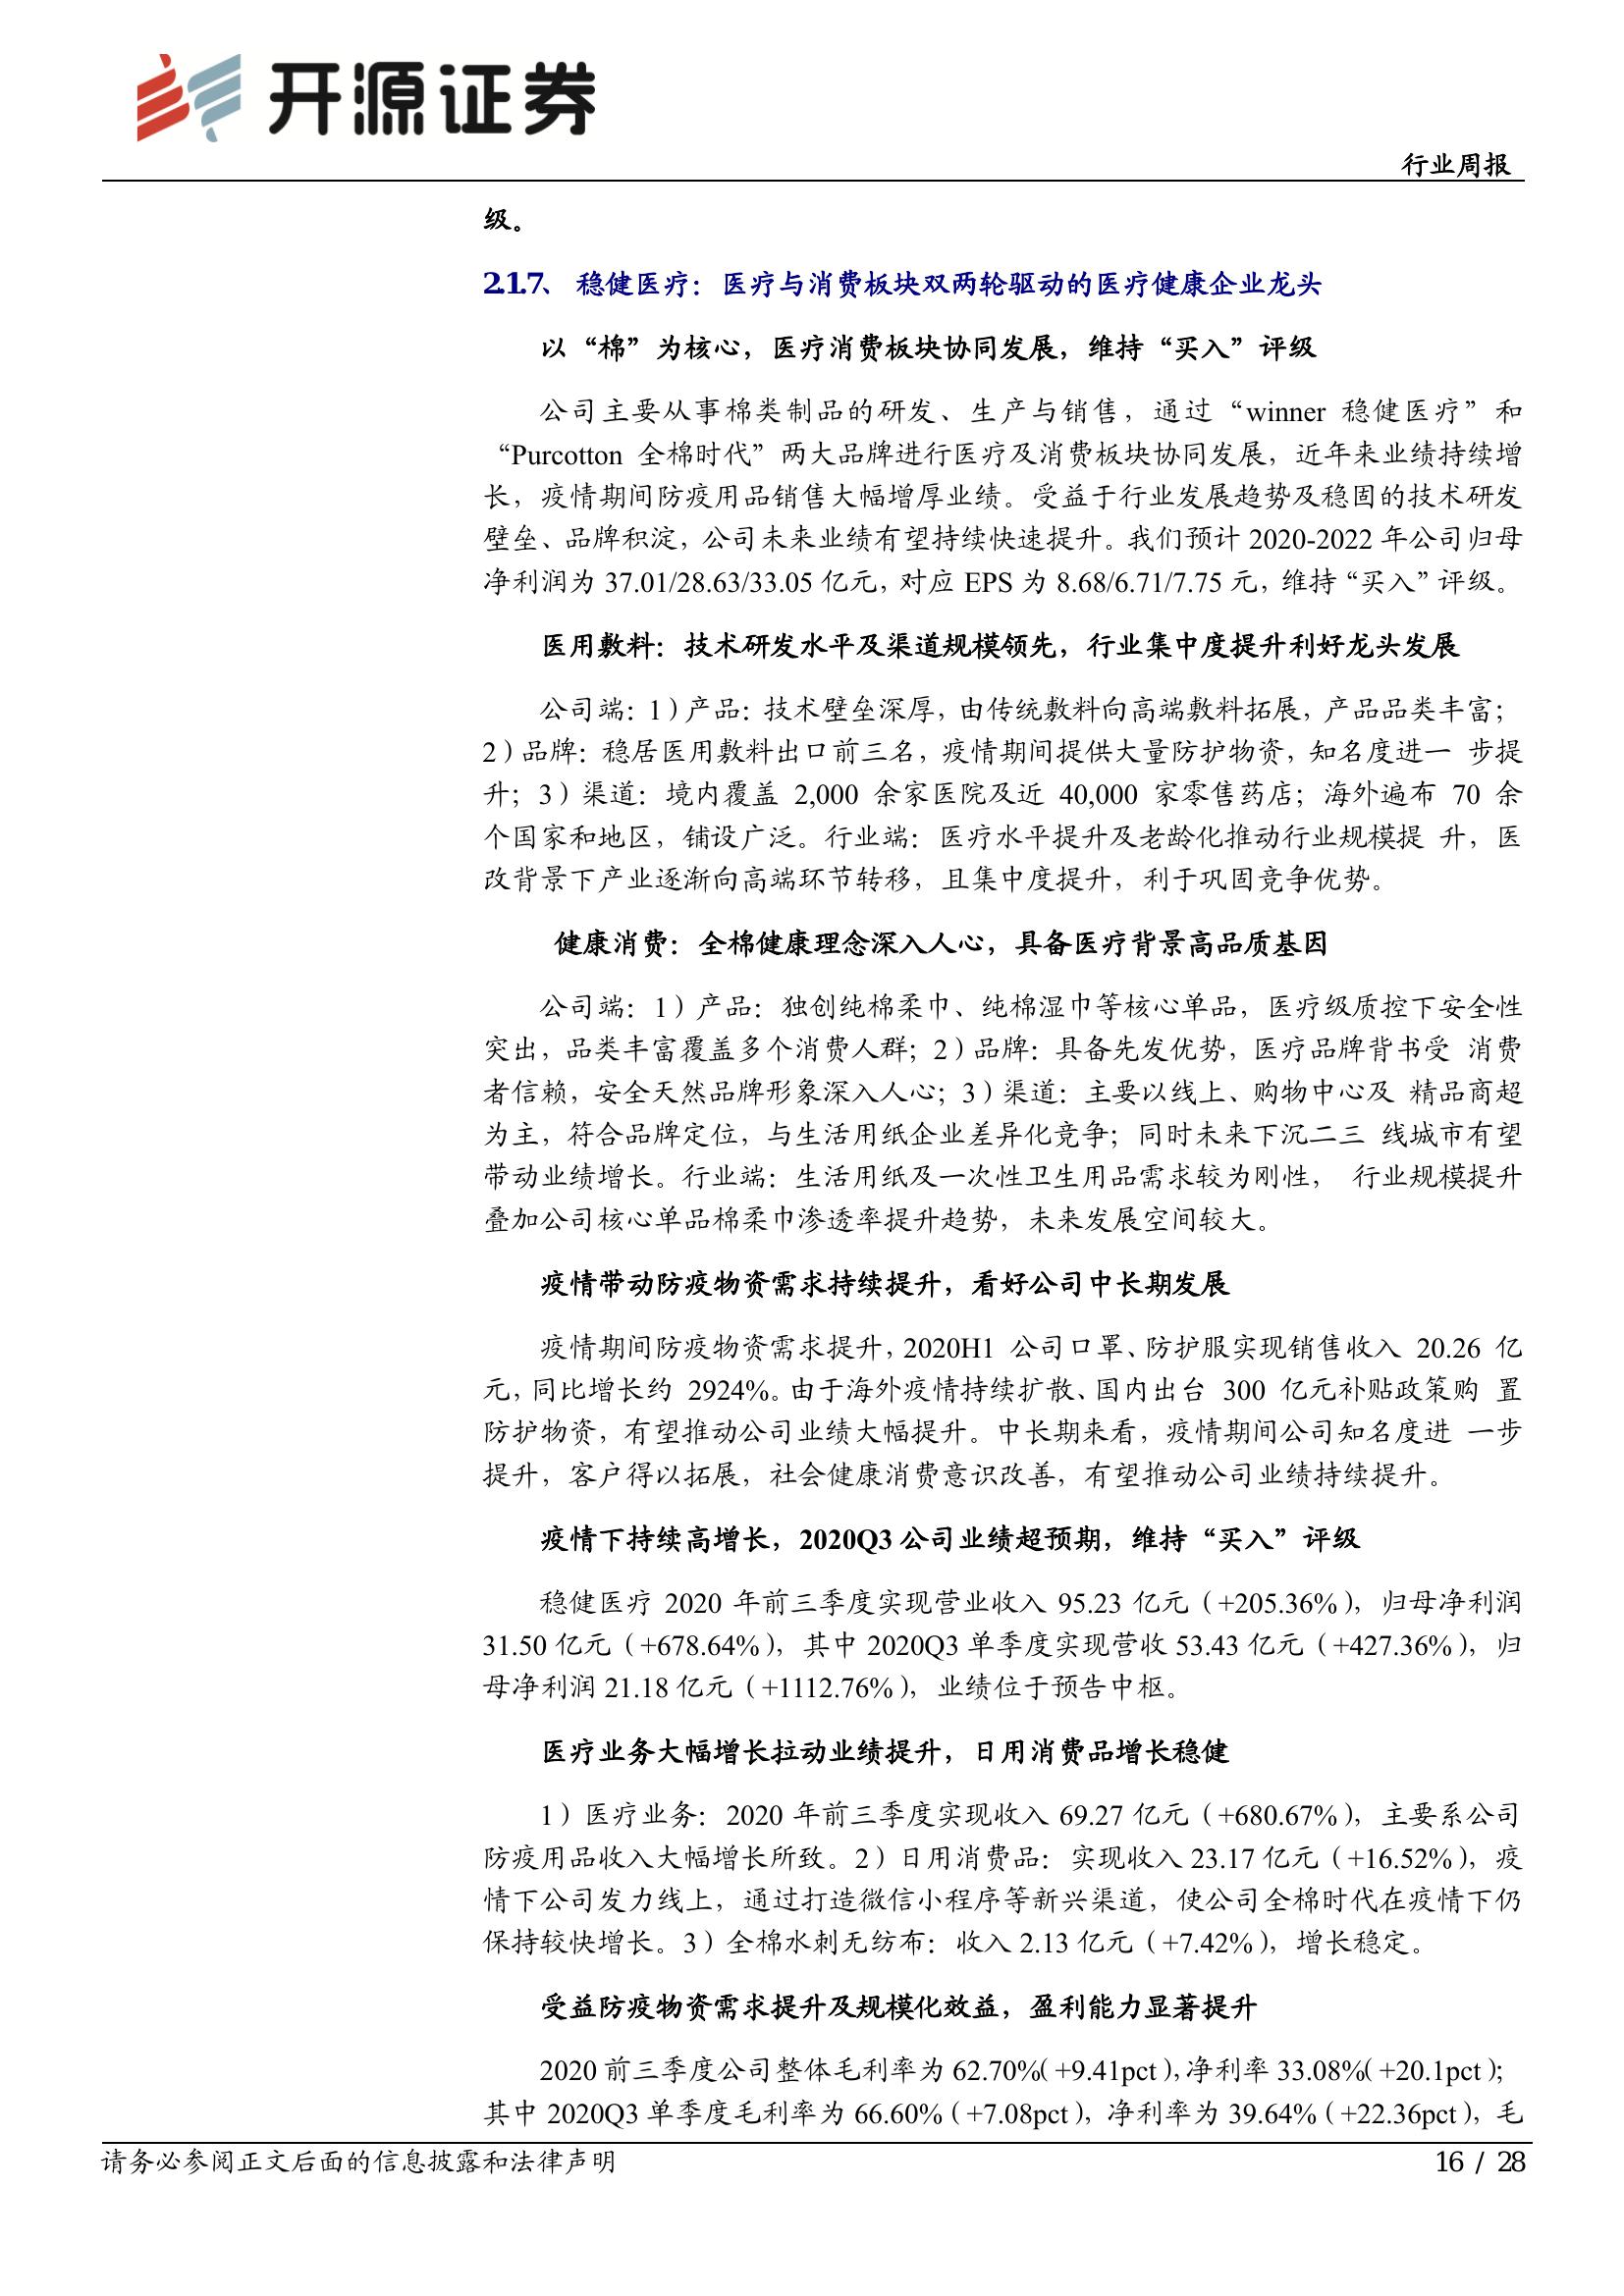 开源证券
行业周报
级。
2.1.7、 稳健医疗：医疗与消费板块双两轮驱动的医疗健康企业龙头
以“棉”为核心，医疗消费板块协同发展，维持“买入”评级
公司主要从事棉类制品的研发、生产与销售，通过“winner 稳健医疗”和
“Purcotton 全棉时代”两大品牌进行医疗及消费板块协同发展，近年来业绩持续增
长，疫情期间防疫用品销售大幅增厚业绩。受益于行业发展趋势及稳固的技术研发
壁垒、品牌积淀，公司未来业绩有望持续快速提升。我们预计 2020-2022 年公司归母
净利润为 37.01/28.63/33.05 亿元，对应 EPS 为 8.68/6.71/7.75 元，维持“买入”评级。
医用敷料：技术研发水平及渠道规模领先，行业集中度提升利好龙头发展
公司端：1）产品：技术壁垒深厚，由传统敷料向高端敷料拓展，产品品类丰富；
2）品牌：稳居医用敷料出口前三名，疫情期间提供大量防护物资，知名度进一 步提
升；3）渠道：境内覆盖 2,000 余家医院及近 40,000 家零售药店；海外遍布 70 余
个国家和地区，铺设广泛。行业端：医疗水平提升及老龄化推动行业规模提 升，医
改背景下产业逐渐向高端环节转移，且集中度提升，利于巩固竞争优势。
健康消费：全棉健康理念深入人心，具备医疗背景高品质基因
公司端：1）产品：独创纯棉柔巾、纯棉湿巾等核心单品，医疗级质控下安全性
突出，品类丰富覆盖多个消费人群；2）品牌：具备先发优势，医疗品牌背书受 消费
者信赖，安全天然品牌形象深入人心；3）渠道：主要以线上、购物中心及 精品商超
为主，符合品牌定位，与生活用纸企业差异化竞争；同时未来下沉二三 线城市有望
带动业绩增长。行业端：生活用纸及一次性卫生用品需求较为刚性， 行业规模提升
叠加公司核心单品棉柔巾渗透率提升趋势，未来发展空间较大。
疫情带动防疫物资需求持续提升，看好公司中长期发展
疫情期间防疫物资需求提升，2020H1 公司口罩、防护服实现销售收入 20.26 亿
元，同比增长约 2924%。由于海外疫情持续扩散、国内出台 300 亿元补贴政策购 置
防护物资，有望推动公司业绩大幅提升。中长期来看，疫情期间公司知名度进 一步
提升，客户得以拓展，社会健康消费意识改善，有望推动公司业绩持续提升。
疫情下持续高增长，2020Q3 公司业绩超预期，维持“买入”评级
稳健医疗 2020 年前三季度实现营业收入 95.23 亿元（+205.36%），归母净利润
31.50 亿元（+678.64%），其中 2020Q3 单季度实现营收 53.43 亿元（+427.36%），归
母净利润 21.18 亿元（+1112.76%），业绩位于预告中枢。
医疗业务大幅增长拉动业绩提升，日用消费品增长稳健
1）医疗业务：2020 年前三季度实现收入 69.27 亿元（+680.67%），主要系公司
防疫用品收入大幅增长所致。2）日用消费品：实现收入 23.17 亿元（+16.52%），疫
情下公司发力线上，通过打造微信小程序等新兴渠道，使公司全棉时代在疫情下仍
保持较快增长。3）全棉水刺无纺布：收入 2.13 亿元（+7.42%），增长稳定。
受益防疫物资需求提升及规模化效益，盈利能力显著提升
2020 前三季度公司整体毛利率为 62.70%（+9.41pct），净利率 33.08%（+20.1pct）；
其中 2020Q3 单季度毛利率为 66.60%（+7.08pct），净利率为 39.64%（+22.36pct），毛
请务必参阅正文后面的信息披露和法律声明
16 / 28